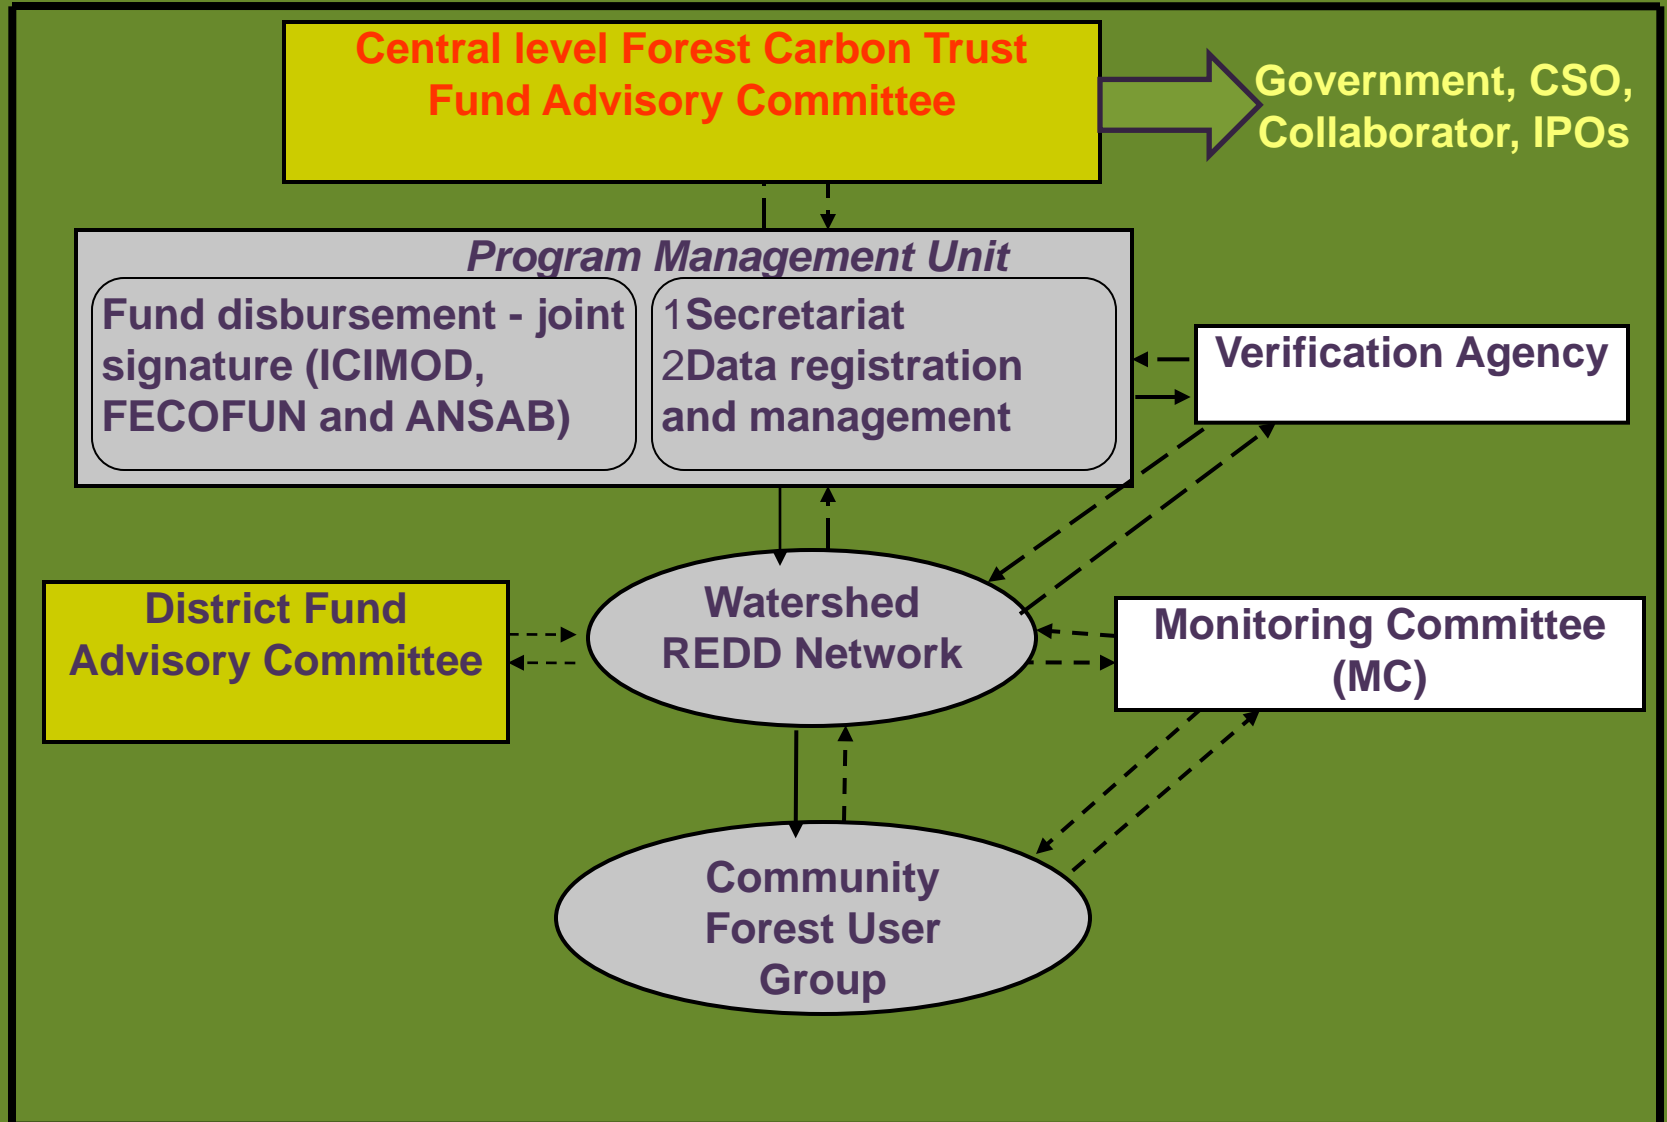 Central level Forest Carbon Trust
Fund Advisory Committee
Government, CSO,
Collaborator, IPOs
Program Management Unit
Fund disbursement - joint
signature (ICIMOD,
FECOFUN and ANSAB)
1Secretariat
2Data registration
and management
Verification Agency
District Fund
Advisory Committee
Watershed
REDD Network
Monitoring Committee
(MC)
Community
Forest User
Group